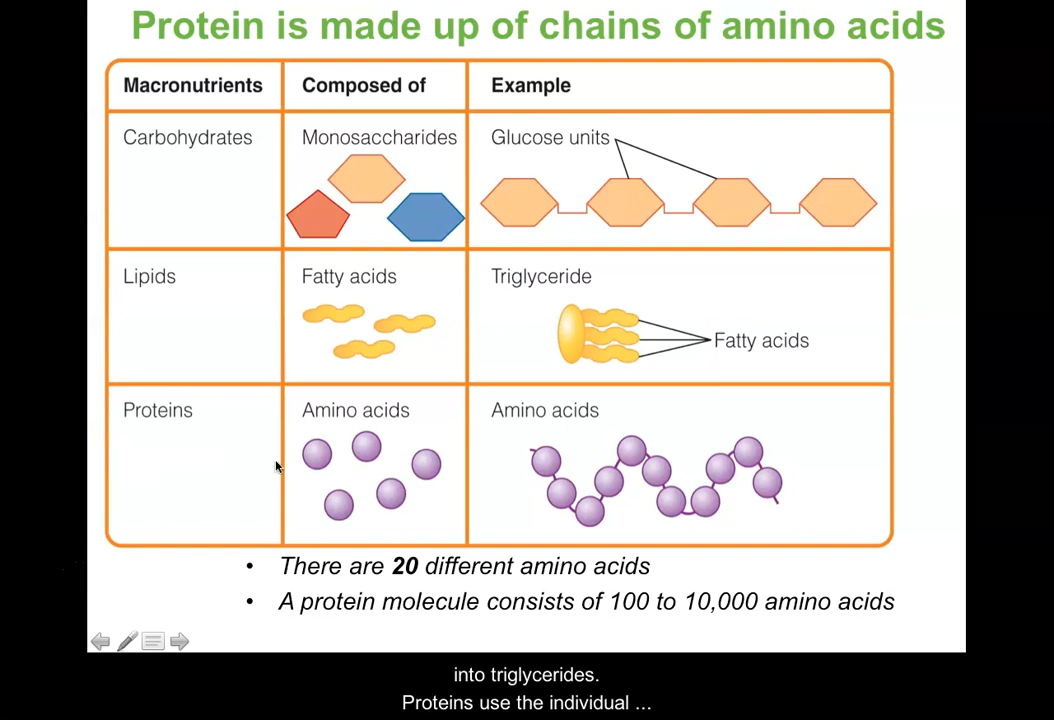 Protein is made up of chains of amino acids
Macronutrients Composed of Example
Carbohydrates Monosaccharides Glucose units
Lipids Fatty acids Triglyceride
Fatty acids
Proteins Amino acids Amino acids
• There are 20 different amino acids
• A protein molecule consists of 100 to 10,000 amino acids
into triglycerides.
Proteins use the individual ...